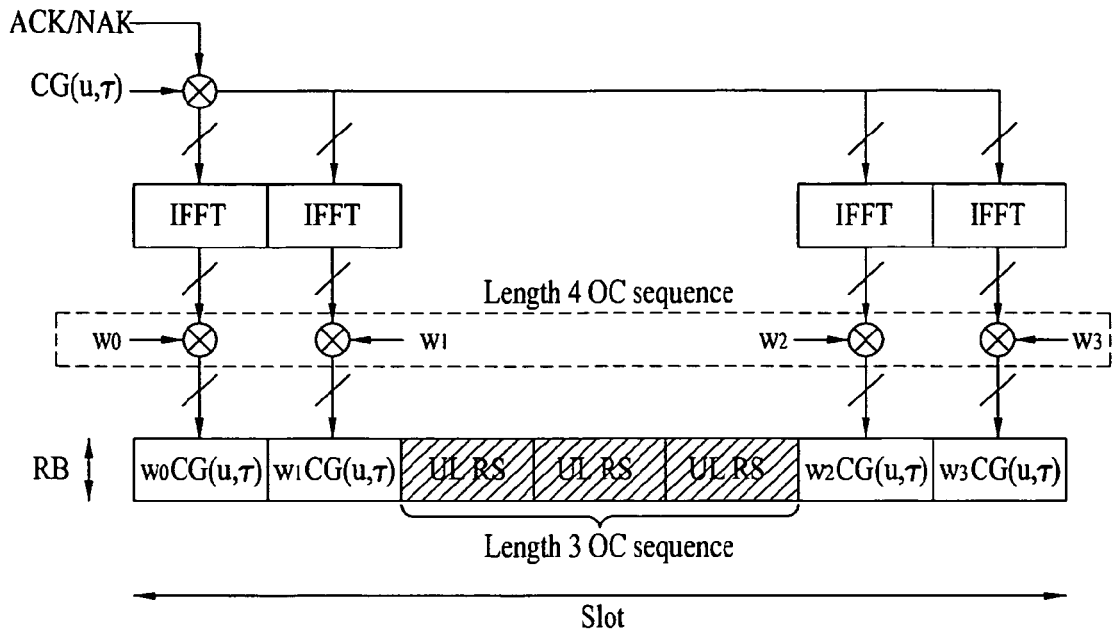 ACK/NAK
CG(u,τ)
IFFT IFFT IFFT IFFT
Length 4 OC sequence
w0 w1 w2 w3
RB w0CG(u,τ) w1CG(u,τ) UL RS UL RS UL RS w2CG(u,τ) w3CG(u,τ)
Length 3 OC sequence
Slot